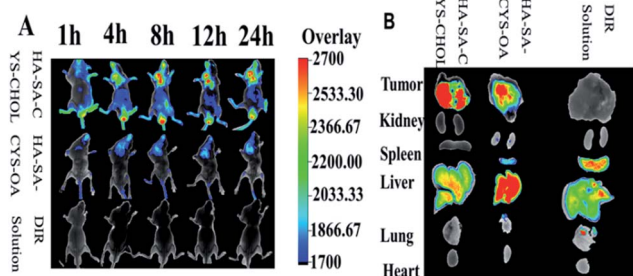 A
1h 4h 8h 12h 24h
HA-SA-C
YS-CHOL
HA-SA-
CYS-OA
DIR
Solution
Overlay
2700
2533.30
2366.67
2200.00
2033.33
1866.67
1700
B
HA-SA-C
YS-CHOL
HA-SA-
CYS-OA
DIR
Solution
Tumor
Kidney
Spleen
Liver
Lung
Heart